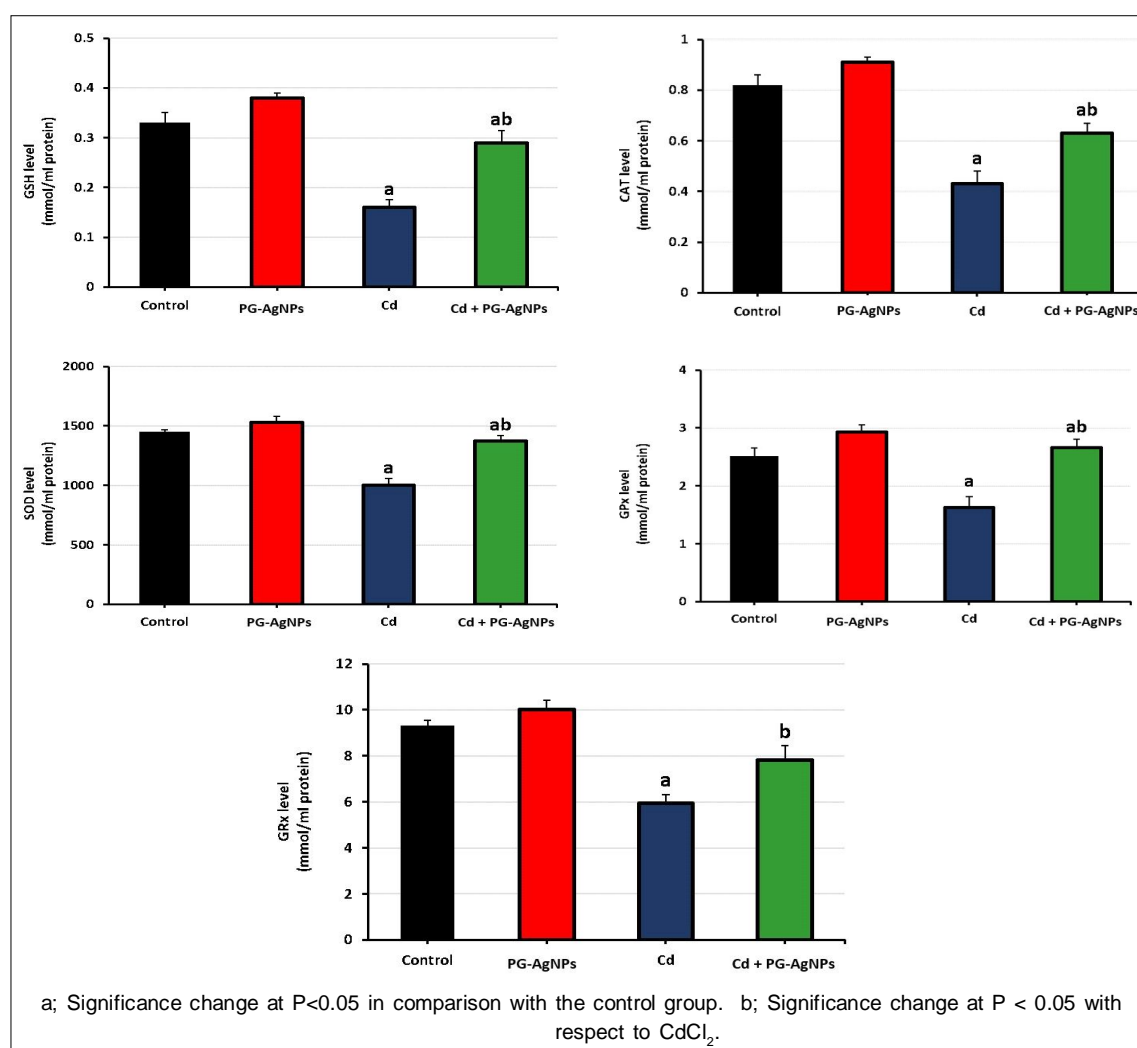 0.5
0.4
0.3
0.2
0.1
0
GSH level
(mmol/ml protein)
a
ab
Control
PG-AgNPs
Cd
Cd + PG-AgNPs
1
0.8
0.6
0.4
0.2
0
CAT level
(mmol/ml protein)
a
ab
Control
PG-AgNPs
Cd
Cd + PG-AgNPs
2000
1500
1000
500
0
SOD level
(mmol/ml protein)
a
ab
Control
PG-AgNPs
Cd
Cd + PG-AgNPs
4
3
2
1
0
GPx level
(mmol/ml protein)
a
ab
Control
PG-AgNPs
Cd
Cd + PG-AgNPs
12
10
8
6
4
2
0
GRx level
(mmol/ml protein)
a
b
Control
PG-AgNPs
Cd
Cd + PG-AgNPs
a; Significance change at P<0.05 in comparison with the control group. b; Significance change at P < 0.05 with
respect to CdCl₂.